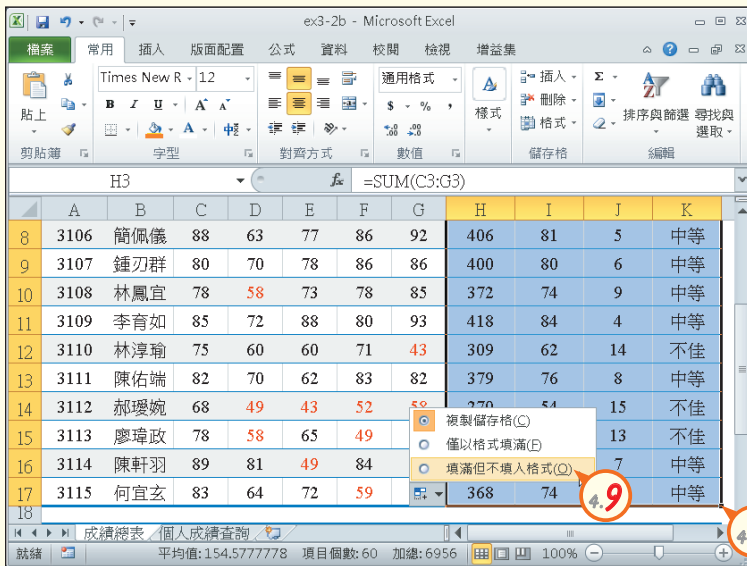 ex3-2b - Microsoft Excel
檔案 常用 插入 版面配置 公式 資料 校閱 檢視 增益集
Times New R 12 通用格式 插入 Σ
貼上 B I U A A $ % , 樣式 刪除 排序與篩選 尋找與選取
A 中 .0 .00 .00 .0 格式
剪貼簿 字型 對齊方式 數值 儲存格 編輯
H3 fx =SUM(C3:G3)
A B C D E F G H I J K
8 3106 簡佩儀 88 63 77 86 92 406 81 5 中等
9 3107 鍾刃群 80 70 78 86 86 400 80 6 中等
10 3108 林鳳宜 78 58 73 78 85 372 74 9 中等
11 3109 李育如 85 72 88 80 93 418 84 4 中等
12 3110 林淳瑜 75 60 60 71 43 309 62 14 不佳
13 3111 陳佑端 82 70 62 83 82 379 76 8 中等
14 3112 郝璦婉 68 49 43 52 58 270 54 15 不佳
複製儲存格(C)
15 3113 廖瑋政 78 58 65 49 13 不佳
僅以格式填滿(F)
16 3114 陳軒羽 89 81 49 84 7 中等
填滿但不填入格式(O)
17 3115 何宜玄 83 64 72 59 368 74 中等
4.9
18
4
成績總表 個人成績查詢
就緒 平均值: 154.5777778 項目個數: 60 加總: 6956 100%